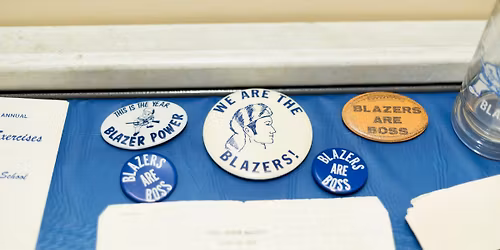 ANNUAL
Exercises
School
THIS IS THE YEAR
BLAZER POWER
WE ARE THE
BLAZERS!
BLAZERS
ARE
BOSS
BLAZERS
ARE
BOSS
BLAZERS
ARE
BOSS